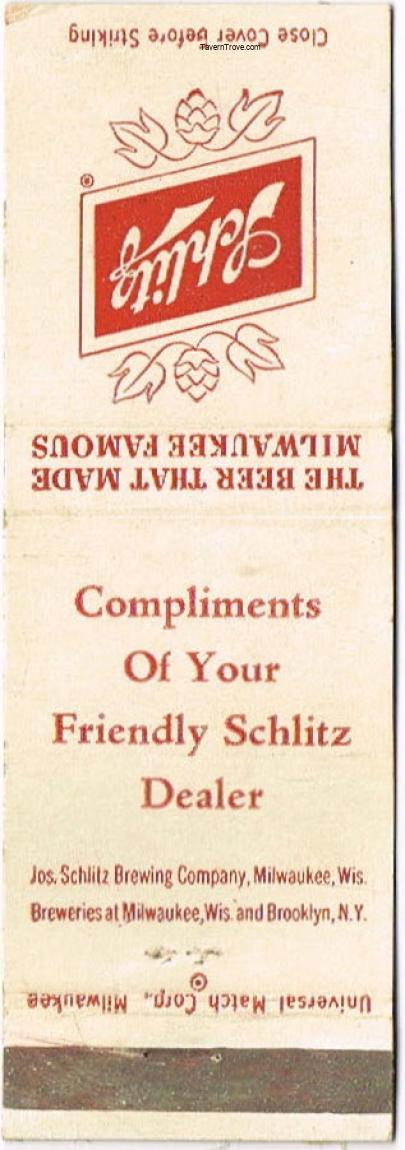 Close Cover Before Striking
TavernTrove.com
Schlitz
®
THE BEER THAT MADE
MILWAUKEE FAMOUS
Compliments
Of Your
Friendly Schlitz
Dealer
Jos. Schlitz Brewing Company, Milwaukee, Wis.
Breweries at Milwaukee, Wis. and Brooklyn, N.Y.
Universal Match Corp., Milwaukee